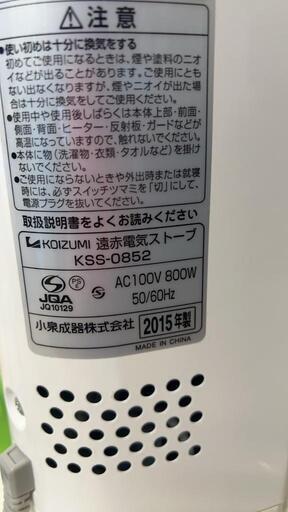 ⚠注意
●使い初めは十分に換気をする
初めてご使用になるときは、煙や塗料のニオ
イなどが出ることがあります。ご使用ととも
に出なくなりますが、煙やニオイが出た場
合は十分に換気をしてご使用ください。
●使用中や使用後しばらくは本体上部・前面・
側面・背面・ヒーター・反射板・ガードなどが
高温になっていますので、触れないでください。
●本体に物(洗濯物・衣類・タオルなど)を掛け
ないでください。
●ご使用にならないときや外出時または就寝
時には、必ずスイッチツマミを「切」にして、
電源プラグを抜いてください。
取扱説明書をよくお読みください
KOIZUMI 遠赤電気ストーブ
KSS-0852
JQA
JQ10129
PS
E
AC100V 800W
50/60Hz
小泉成器株式会社 2015年製
MADE IN CHINA